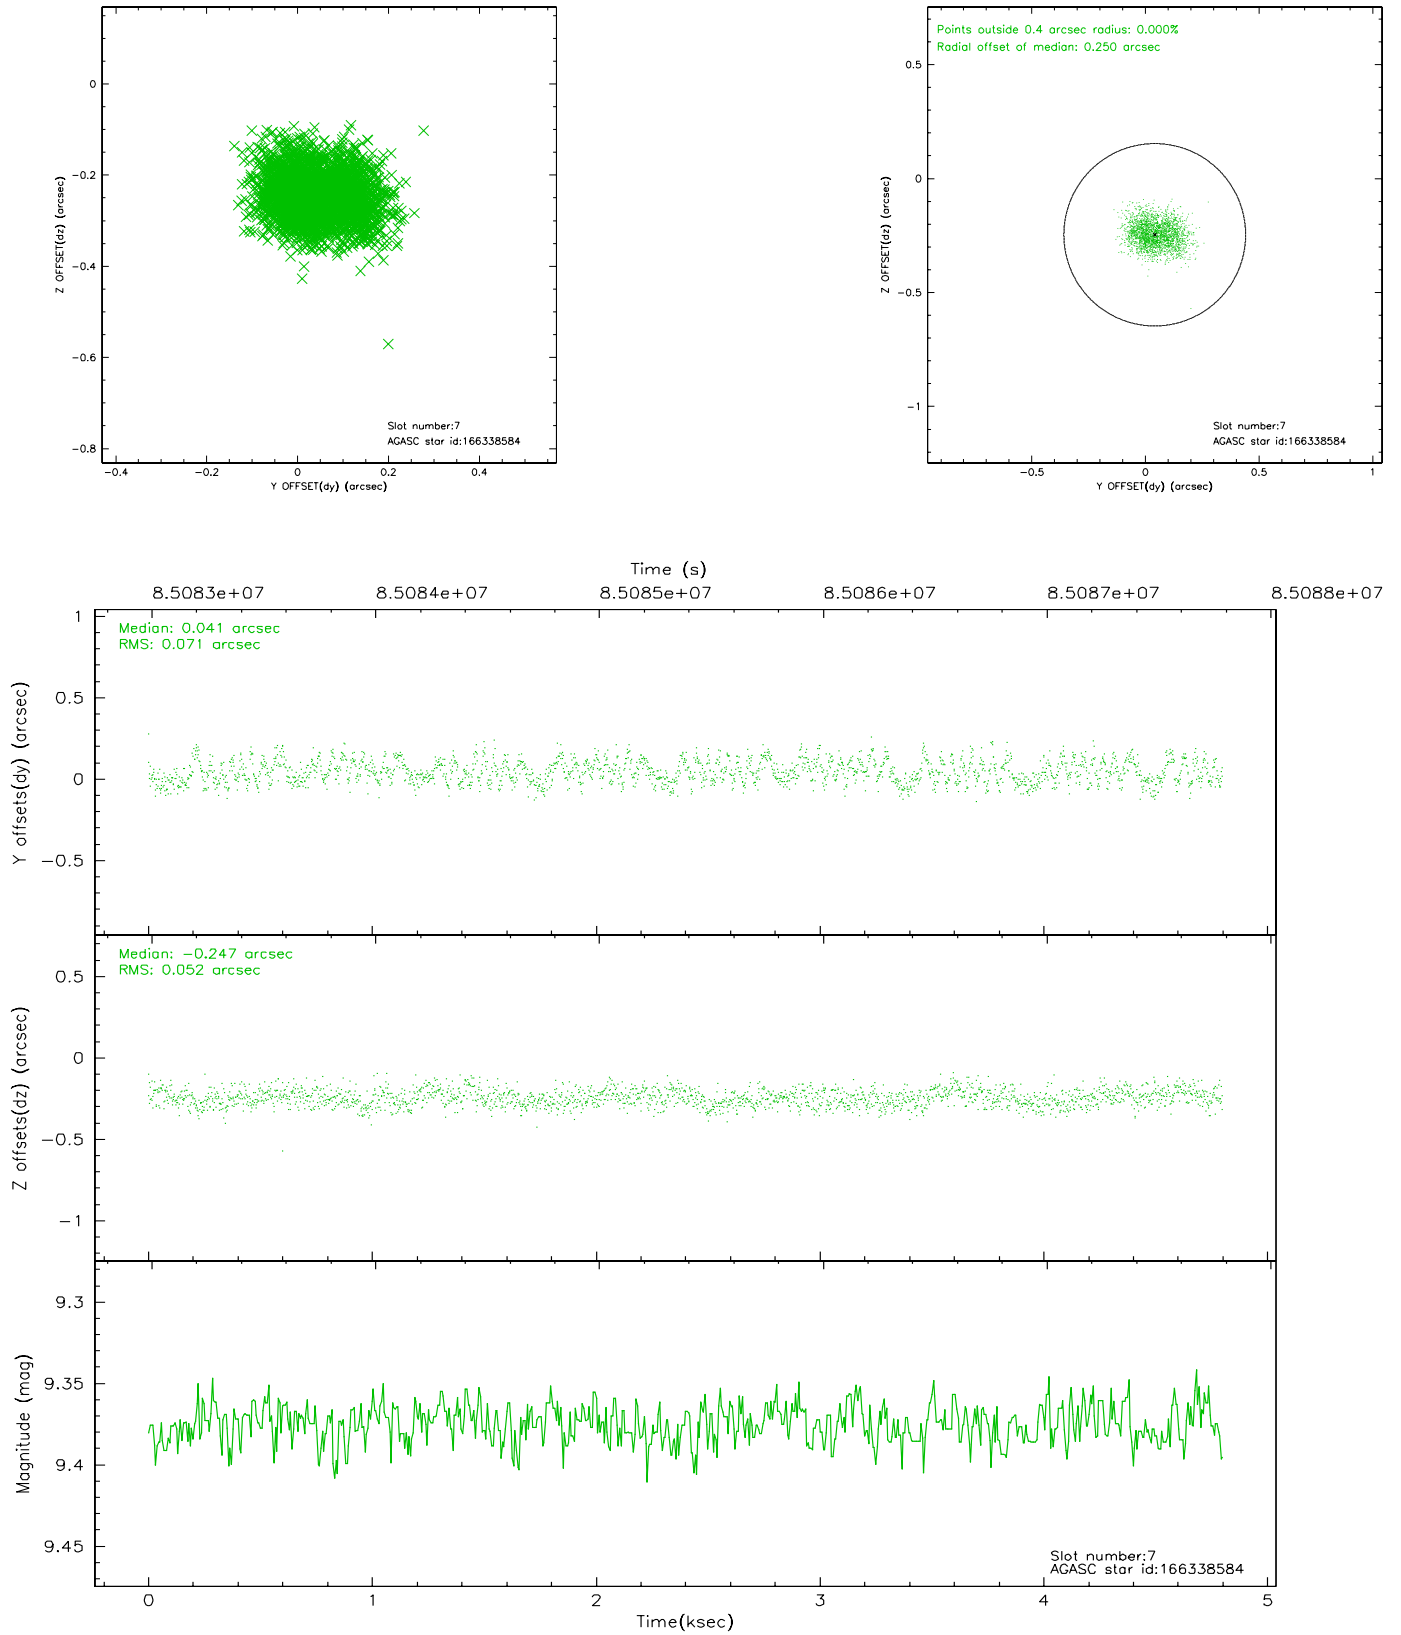 0
−0.2
−0.4
−0.6
−0.8
Z OFFSET(dz) (arcsec)
Slot number:7
AGASC star id:166338584
−0.4 −0.2 0 0.2 0.4
Y OFFSET(dy) (arcsec)
Points outside 0.4 arcsec radius: 0.000%
Radial offset of median: 0.250 arcsec
0.5
0
−0.5
−1
Z OFFSET(dz) (arcsec)
Slot number:7
AGASC star id:166338584
−0.5 0 0.5 1
Y OFFSET(dy) (arcsec)
Time (s)
8.5083e+07 8.5084e+07 8.5085e+07 8.5086e+07 8.5087e+07 8.5088e+07
Median: 0.041 arcsec
RMS: 0.071 arcsec
1
0.5
0
−0.5
Y offsets(dy) (arcsec)
Median: −0.247 arcsec
RMS: 0.052 arcsec
0.5
0
−0.5
−1
Z offsets(dz) (arcsec)
9.3
9.35
9.4
9.45
Magnitude (mag)
Slot number:7
AGASC star id:166338584
0 1 2 3 4 5
Time(ksec)